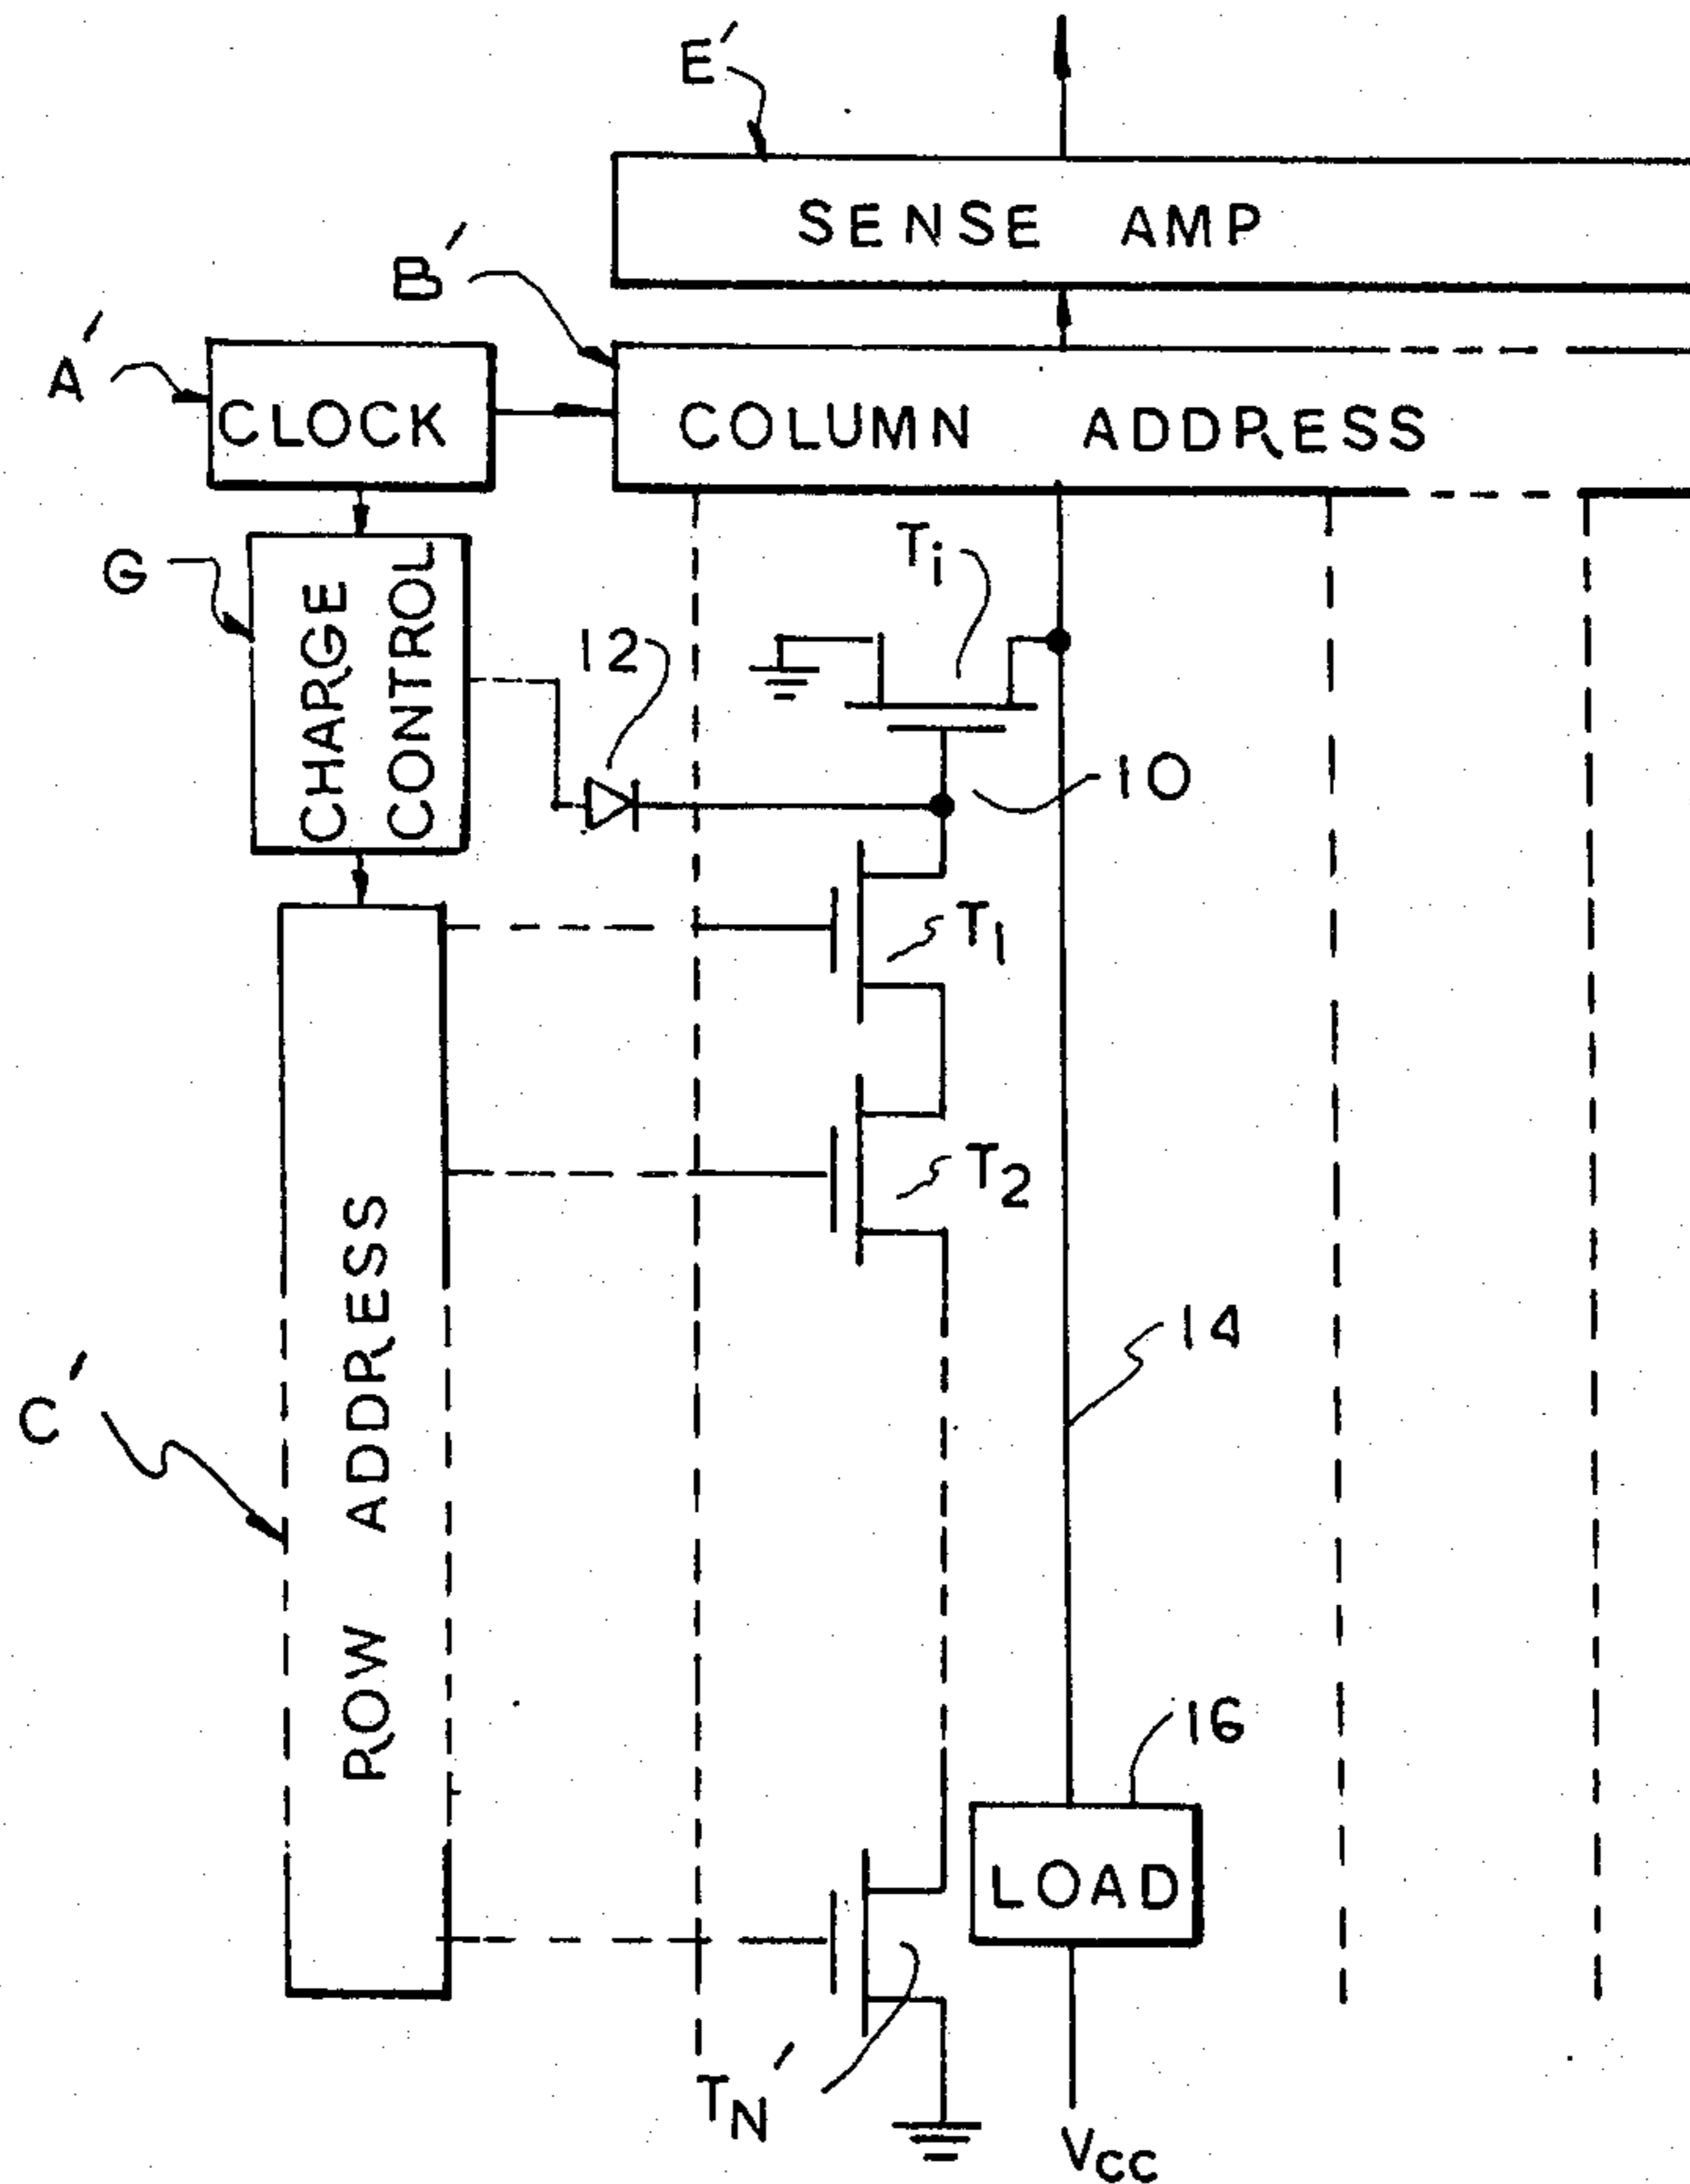 E'
SENSE AMP
B'
A'
CLOCK
COLUMN ADDRESS
G
CHARGE
CONTROL
Ti
12
10
T1
T2
14
C'
ROW ADDRESS
16
LOAD
TN'
Vcc